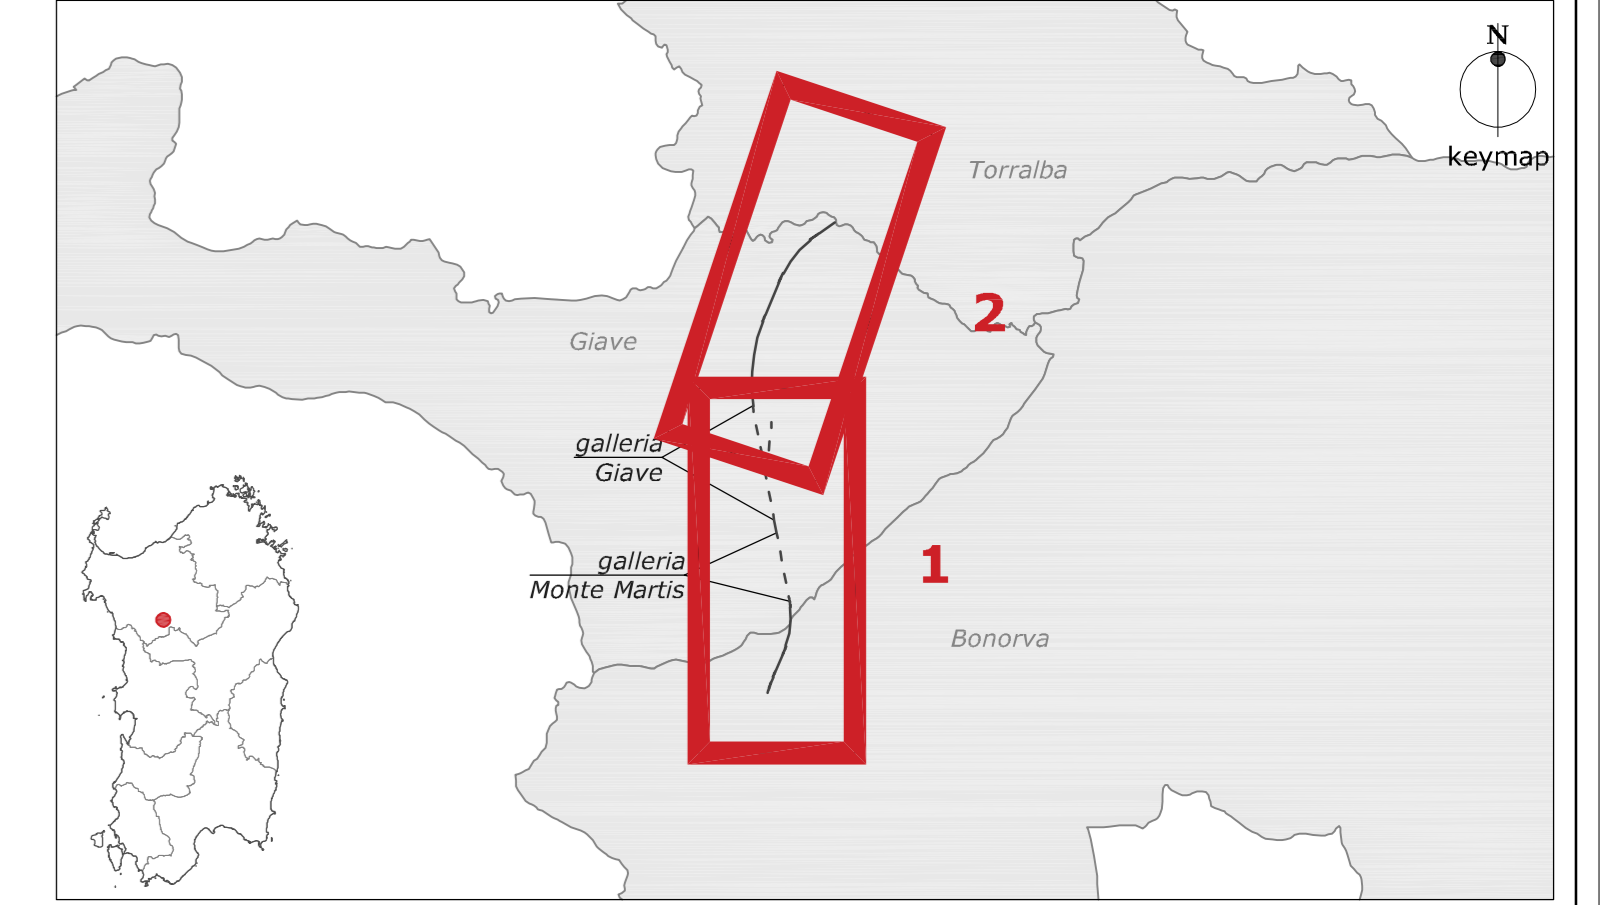 N
keymap
Torralba
2
Giave
galleria
Giave
galleria
Monte Martis
1
Bonorva